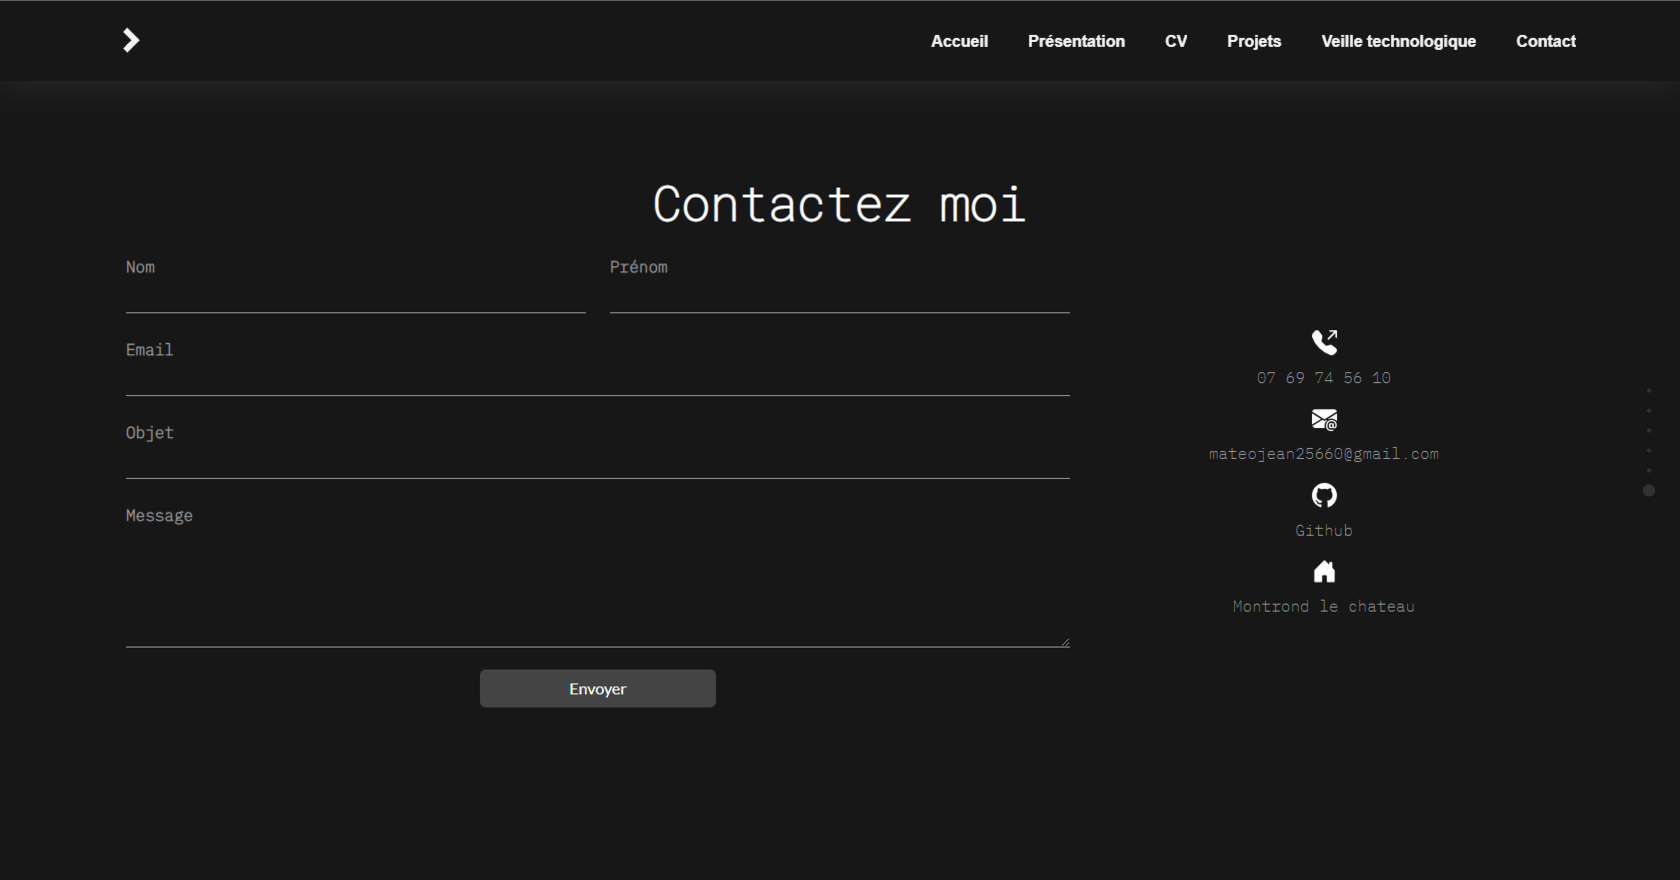 Accueil Présentation CV Projets Veille technologique Contact
Contactez moi
Nom Prénom
Email
Objet
Message
Envoyer
07 69 74 56 10
mateojean25660@gmail.com
Github
Montrond le chateau